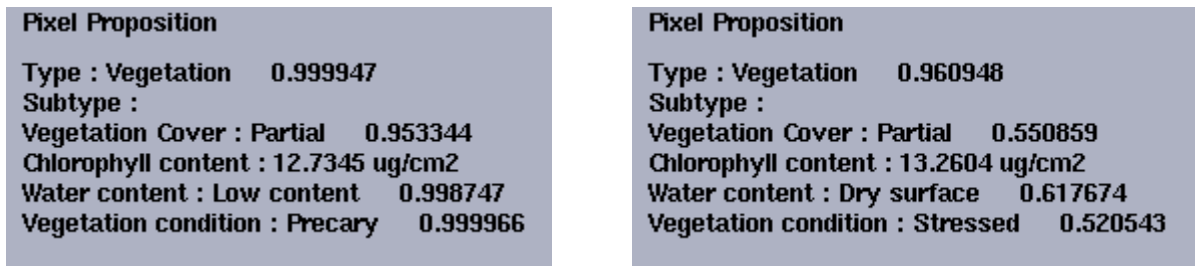 Pixel Proposition
Type : Vegetation 0.999947
Subtype :
Vegetation Cover : Partial 0.953344
Chlorophyll content : 12.7345 ug/cm2
Water content : Low content 0.998747
Vegetation condition : Precary 0.999966
Pixel Proposition
Type : Vegetation 0.960948
Subtype :
Vegetation Cover : Partial 0.550859
Chlorophyll content : 13.2604 ug/cm2
Water content : Dry surface 0.617674
Vegetation condition : Stressed 0.520543